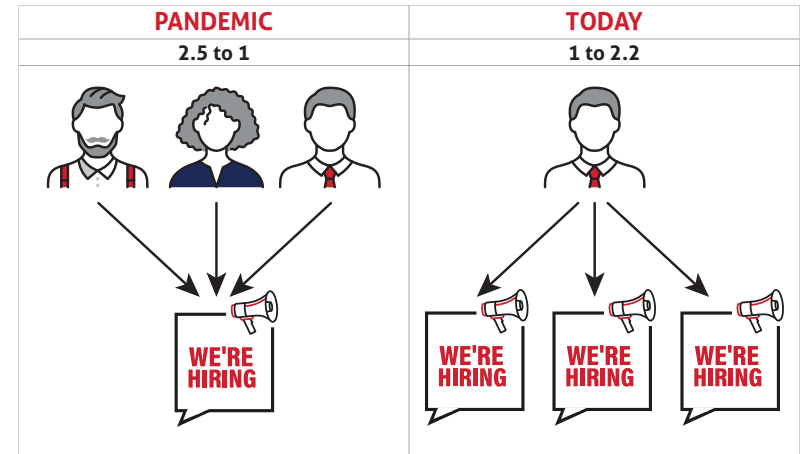 PANDEMIC
2.5 to 1
WE'RE
HIRING
TODAY
1 to 2.2
WE'RE
HIRING
WE'RE
HIRING
WE'RE
HIRING